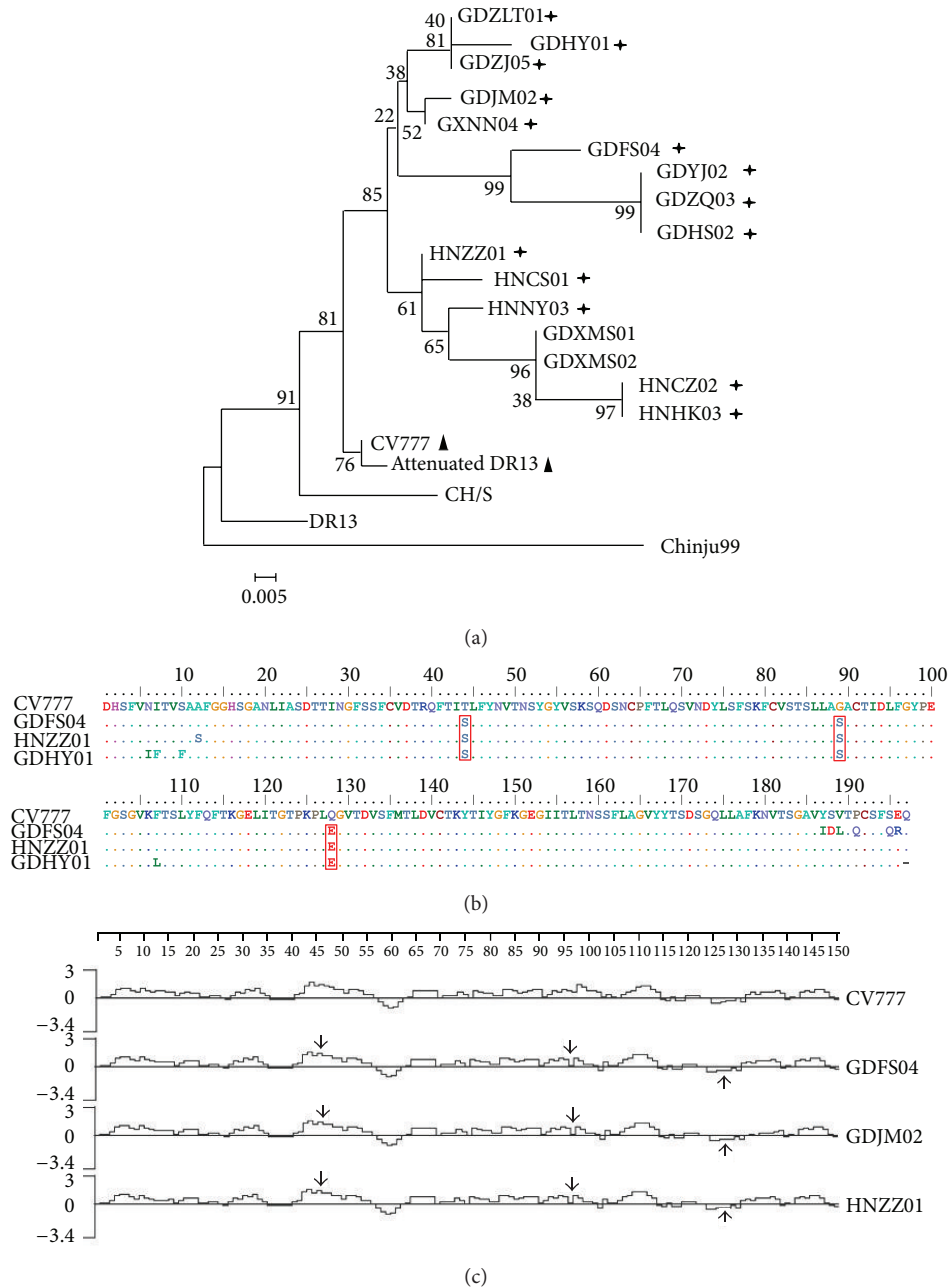 40
GDZLT01
81
GDHY01
GDZJ05
38
GDJM02
22
52
GXNN04
GDFS04
99
GDYJ02
GDZQ03
99
GDHS02
85
HNZZ01
HNCS01
61
HNNY03
65
GDXMS01
96
GDXMS02
38
HNCZ02
97
HNHK03
81
CV777
76
Attenuated DR13
91
CH/S
DR13
Chinju99
0.005
(a)
10 20 30 40 50 60 70 80 90 100
CV777 DHSFVNITVSAAFGGHSGANLIASDTTINGFSSFCVDTRQFTITLFYNVTNSYGYVSKSQDSNCPFTLQSVNDYLSFSKFCVSTSLLAGACTIDLFGYPE
GDFS04 S S
HNZZ01 S S S
GDHY01 IF F S S
110 120 130 140 150 160 170 180 190
CV777 FGSGVKFTSLYFQFTKGELITGTPKPLQGVTDVSFMTLDVCTKYTIYGFKGEGIITLTNSSFLAGVYYTSDSGQLLAFKNVTSGAVYSVTPCSFSEQ
GDFS04 E IDL Q QR
HNZZ01 E
GDHY01 L E -
(b)
5 10 15 20 25 30 35 40 45 50 55 60 65 70 75 80 85 90 95 100 105 110 115 120 125 130 135 140 145 150
3
0
−3.4
CV777
3
0
−3.4
GDFS04
3
0
−3.4
GDJM02
3
0
−3.4
HNZZ01
(c)